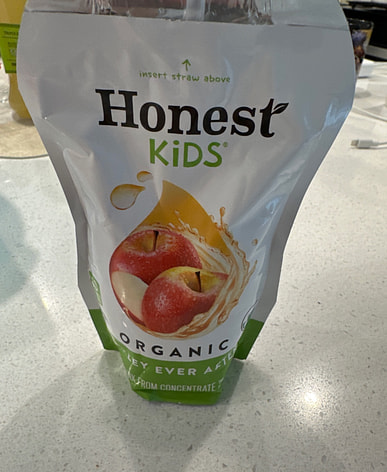 insert straw above
Honest
KiDS®
ORGANIC
EVER
FROM CONCENTRATE